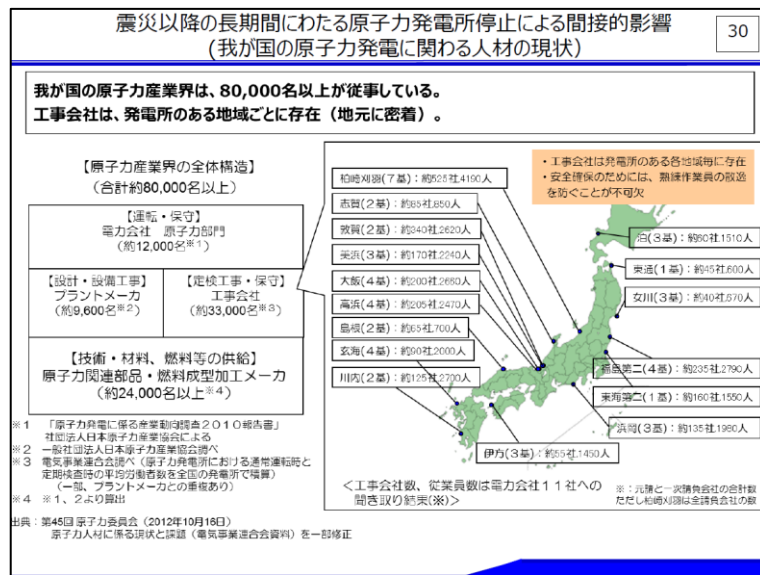 震災以降の長期間にわたる原子力発電所停止による間接的影響
(我が国の原子力発電に関わる人材の現状)
30
我が国の原子力産業界は、80,000名以上が従事している。
工事会社は、発電所のある地域ごとに存在（地元に密着）。
【原子力産業界の全体構造】
(合計約80,000名以上)
【運転・保守】
電力会社 原子力部門
(約12,000名※1)
【設計・設備工事】
プラントメーカ
(約9,600名※2)
【定検工事・保守】
工事会社
(約33,000名※3)
【技術・材料、燃料等の供給】
原子力関連部品・燃料成型加工メーカ
(約24,000名以上※4)
※1 「原子力発電に係る産業動向調査2010報告書」
社団法人日本原子力産業協会による
※2 一般社団法人日本原子力産業協会調べ
※3 電気事業連合会調べ（原子力発電所における通常運転時と
定期検査時の平均労働者数を全国の発電所で積算）
(一部、プラントメーカとの重複あり)
※4 ※1、2より算出
出典：第45回 原子力委員会（2012年10月16日）
原子力人材に係る現状と課題（電気事業連合会資料）を一部修正
・工事会社は発電所のある各地域毎に存在
・安全確保のためには、熟練作業員の散逸
を防ぐことが不可欠
柏崎刈羽(7基)：約525社,4190人
志賀(2基)：約85社,850人
敦賀(2基)：約340社,2620人
美浜(3基)：約170社,2240人
大飯(4基)：約200社,2660人
高浜(4基)：約205社,2470人
島根(2基)：約65社,700人
玄海(4基)：約90社,2000人
川内(2基)：約125社,2700人
泊(3基)：約60社,1510人
東通(1基)：約45社,600人
女川(3基)：約40社,570人
福島第二(4基)：約235社,2790人
東海第二(1基)：約160社,1550人
浜岡(3基)：約135社,1980人
伊方(3基)：約55社,1450人
＜工事会社数、従業員数は電力会社11社への
聞き取り結果(※)＞
※：元請と一次請負会社の合計数
ただし柏崎刈羽は全請負会社の数